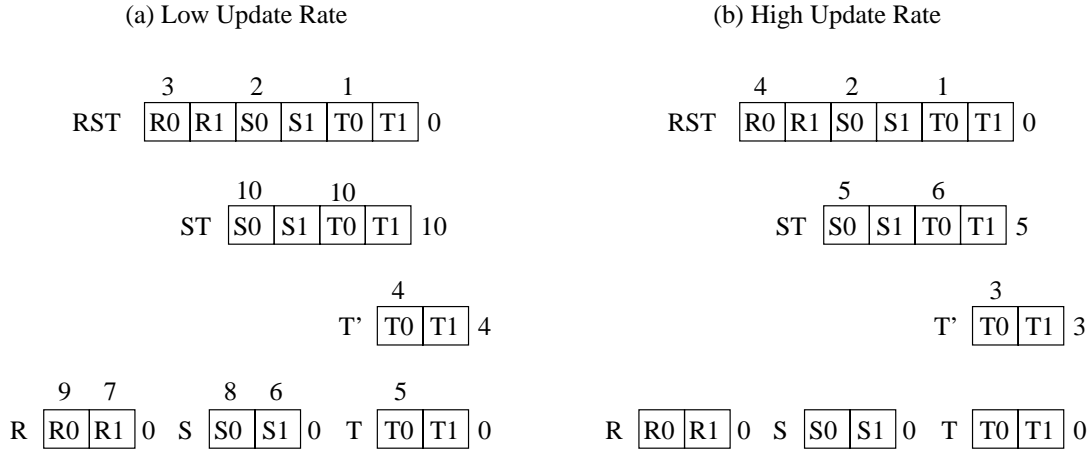 (a) Low Update Rate (b) High Update Rate
3 2 1 4 2 1
RST R0 R1 S0 S1 T0 T1 0 RST R0 R1 S0 S1 T0 T1 0
10 10 5 6
ST S0 S1 T0 T1 10 ST S0 S1 T0 T1 5
4 3
T' T0 T1 4 T' T0 T1 3
9 7 8 6 5
R R0 R1 0 S S0 S1 0 T T0 T1 0 R R0 R1 0 S S0 S1 0 T T0 T1 0